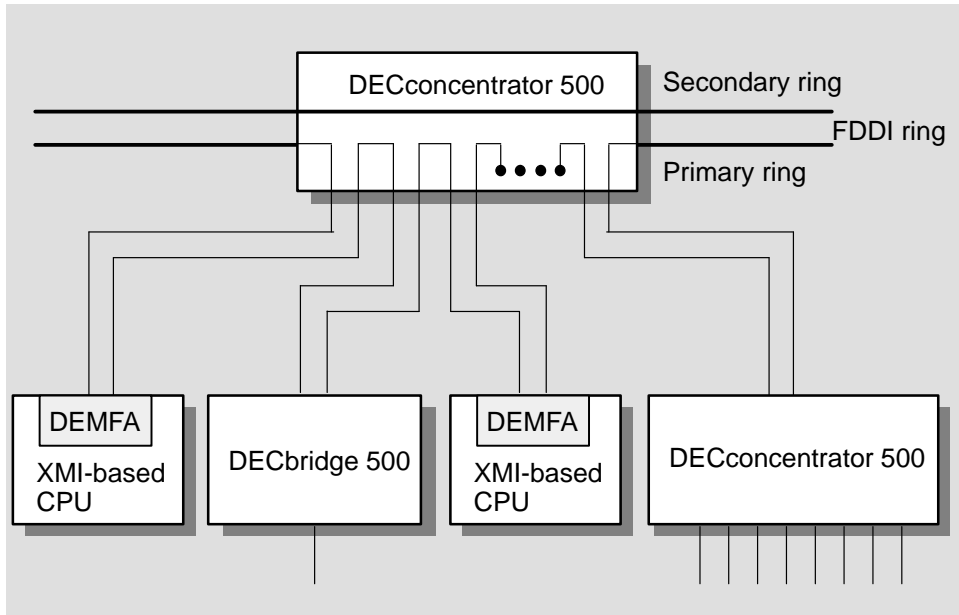 DECconcentrator 500
Secondary ring
FDDI ring
Primary ring
DEMFA
XMI-based
CPU
DECbridge 500
DEMFA
XMI-based
CPU
DECconcentrator 500